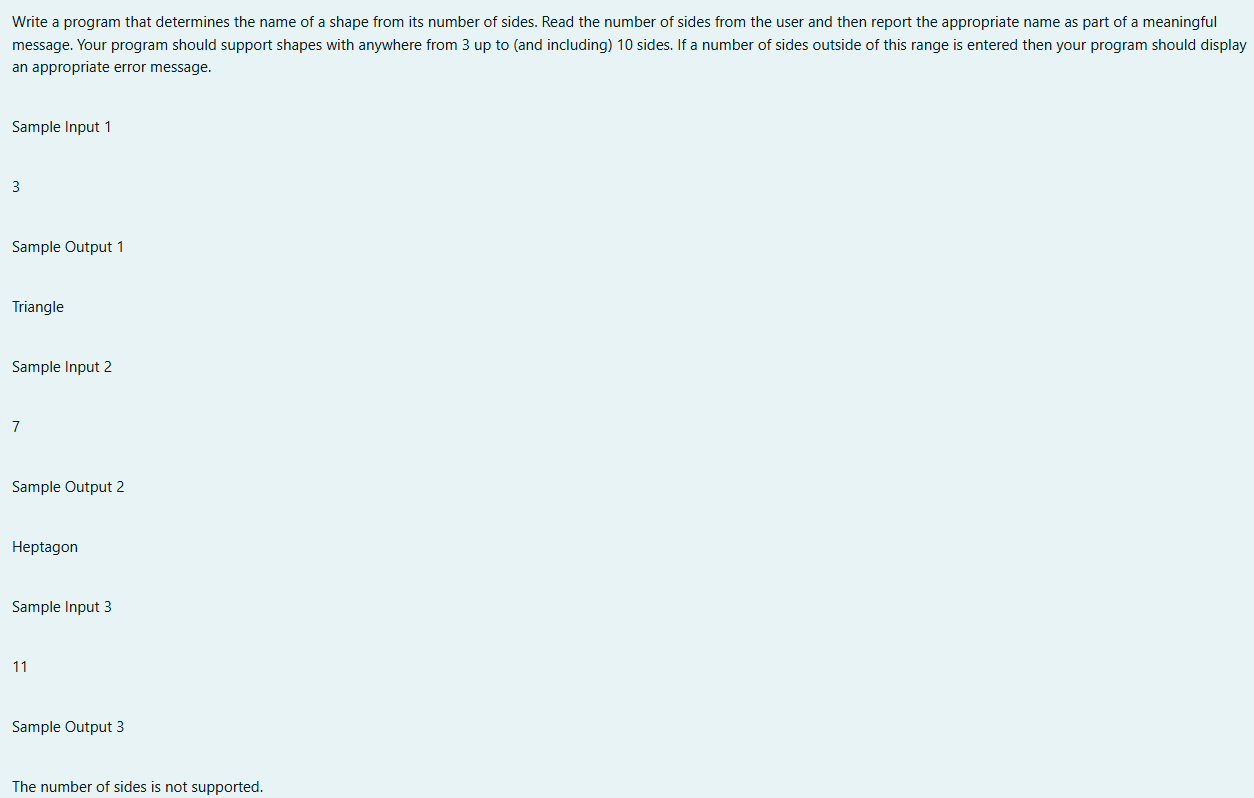 Write a program that determines the name of a shape from its number of sides. Read the number of sides from the user and then report the appropriate name as part of a meaningful
message. Your program should support shapes with anywhere from 3 up to (and including) 10 sides. If a number of sides outside of this range is entered then your program should display
an appropriate error message.
Sample Input 1
3
Sample Output 1
Triangle
Sample Input 2
7
Sample Output 2
Heptagon
Sample Input 3
11
Sample Output 3
The number of sides is not supported.